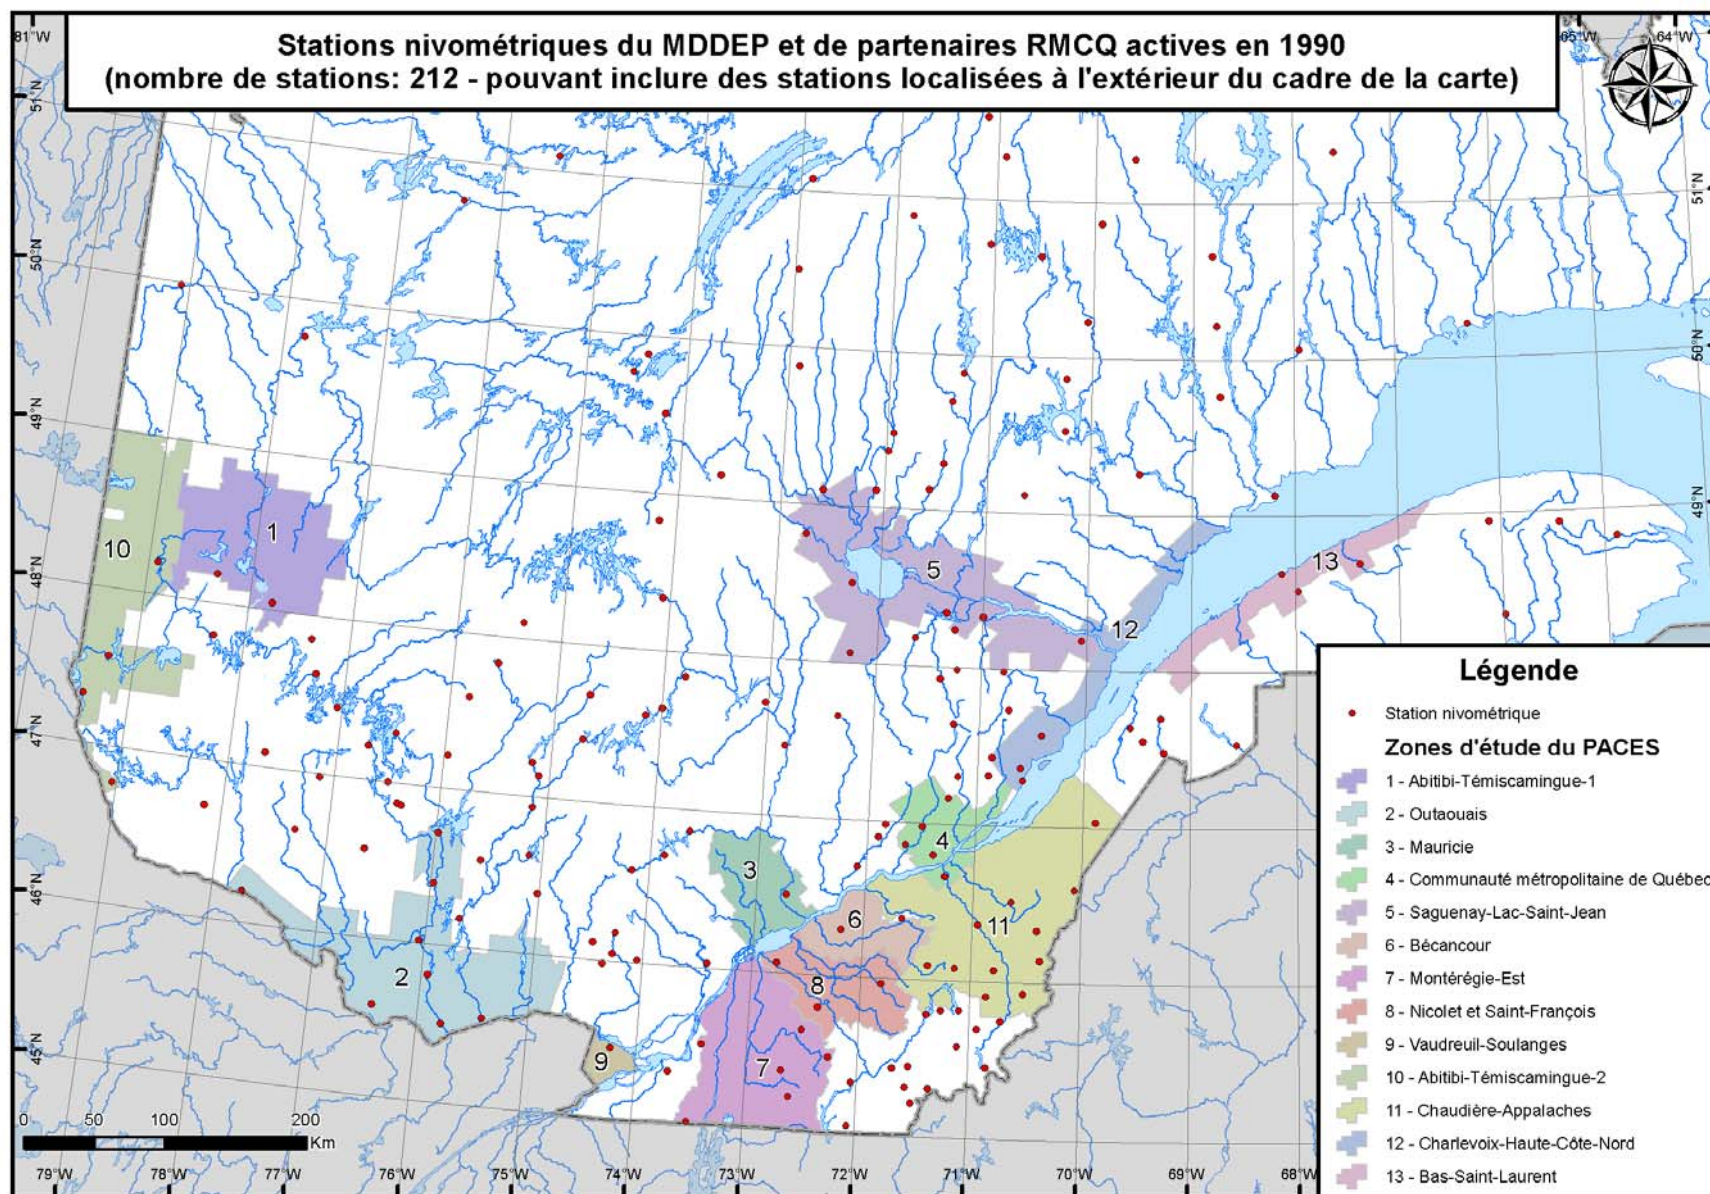 Stations nivométriques du MDDEP et de partenaires RMCQ actives en 1990
(nombre de stations: 212 - pouvant inclure des stations localisées à l'extérieur du cadre de la carte)
81°W
65°W
64°W
51°N
51°N
50°N
50°N
49°N
49°N
48°N
47°N
46°N
45°N
1
10
5
13
12
3
4
6
11
2
8
9
7
Légende
Station nivométrique
Zones d'étude du PACES
1 - Abitibi-Témiscamingue-1
2 - Outaouais
3 - Mauricie
4 - Communauté métropolitaine de Québec
5 - Saguenay-Lac-Saint-Jean
6 - Bécancour
7 - Montérégie-Est
8 - Nicolet et Saint-François
9 - Vaudreuil-Soulanges
10 - Abitibi-Témiscamingue-2
11 - Chaudière-Appalaches
12 - Charlevoix-Haute-Côte-Nord
13 - Bas-Saint-Laurent
0 50 100 200
Km
79°W 78°W 77°W 76°W 75°W 74°W 73°W 72°W 71°W 70°W 69°W 68°W